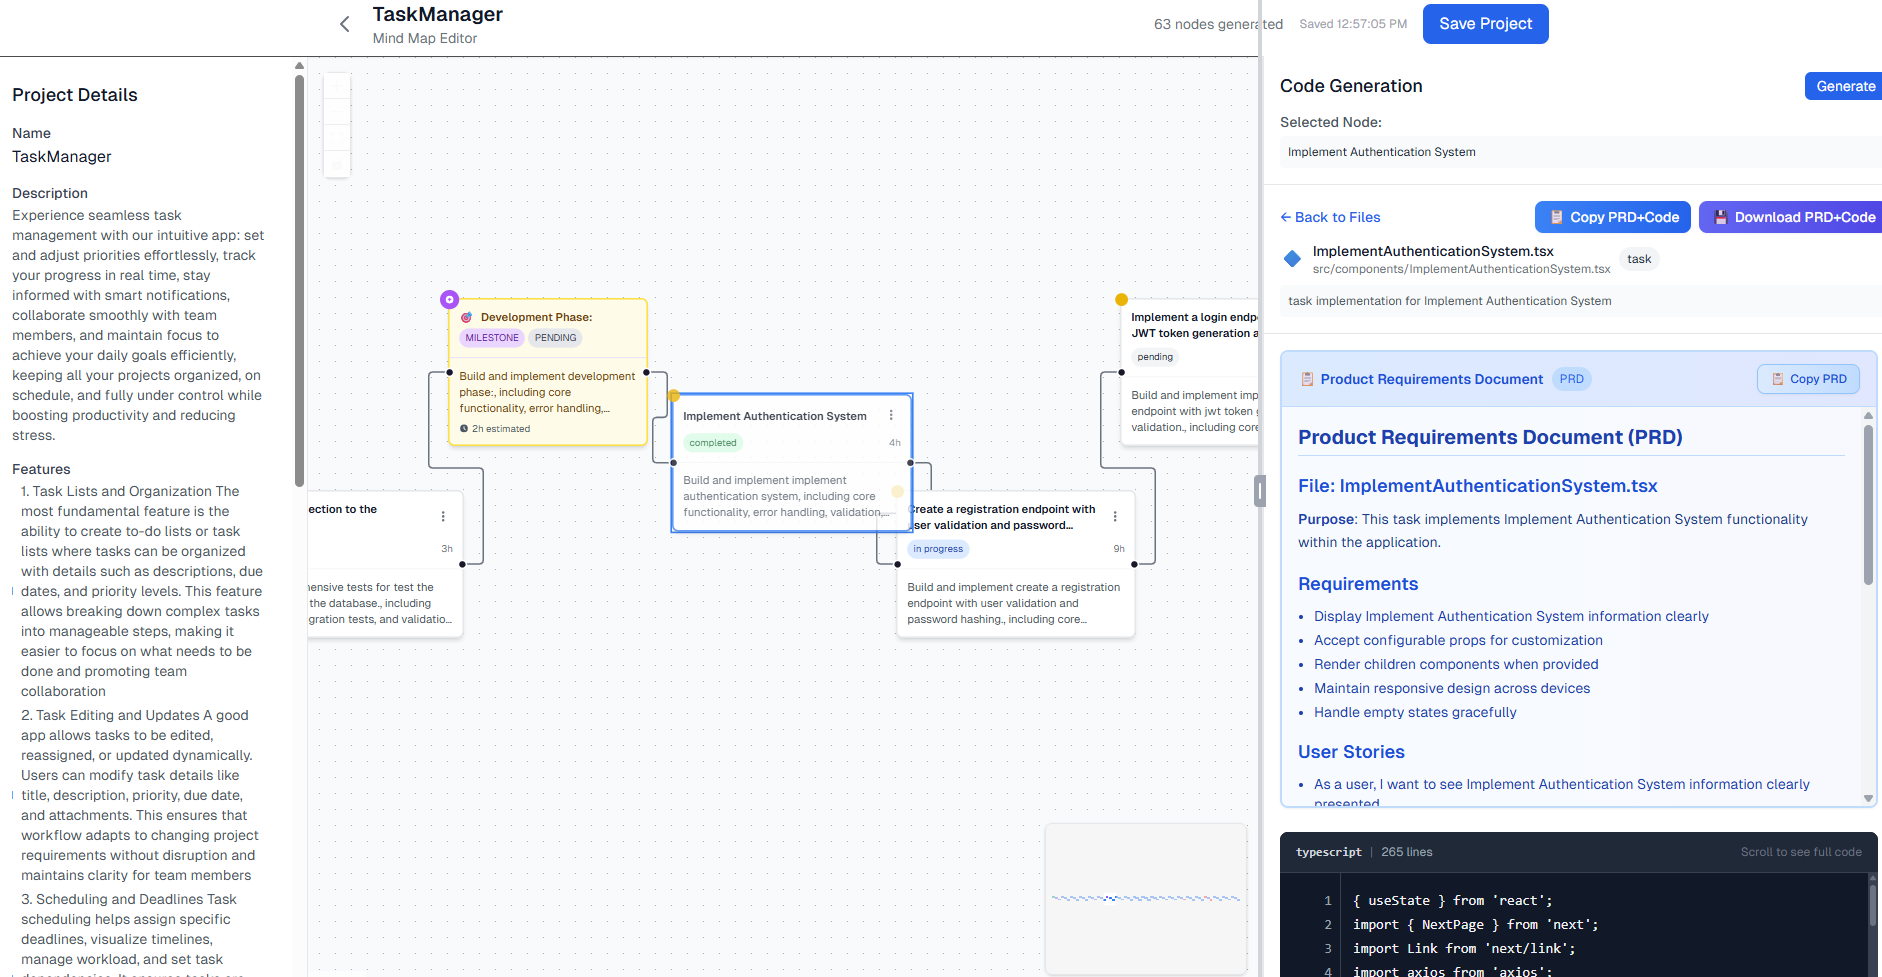 TaskManager
Mind Map Editor
63 nodes generated
Saved 12:57:05 PM
Save Project
Project Details
Name
TaskManager
Description
Experience seamless task
management with our intuitive app: set
and adjust priorities effortlessly, track
your progress in real time, stay
informed with smart notifications,
collaborate smoothly with team
members, and maintain focus to
achieve your daily goals efficiently,
keeping all your projects organized, on
schedule, and fully under control while
boosting productivity and reducing
stress.
Features
1. Task Lists and Organization The
most fundamental feature is the
ability to create to-do lists or task
lists where tasks can be organized
with details such as descriptions, due
dates, and priority levels. This feature
allows breaking down complex tasks
into manageable steps, making it
easier to focus on what needs to be
done and promoting team
collaboration
2. Task Editing and Updates A good
app allows tasks to be edited,
reassigned, or updated dynamically.
Users can modify task details like
title, description, priority, due date,
and attachments. This ensures that
workflow adapts to changing project
requirements without disruption and
maintains clarity for team members
3. Scheduling and Deadlines Task
scheduling helps assign specific
deadlines, visualize timelines,
manage workload, and set task
ection to the
3h
ensive tests for test the
the database., including
gration tests, and validatio...
Development Phase:
MILESTONE PENDING
Build and implement development
phase:, including core
functionality, error handling,...
2h estimated
Implement Authentication System
completed
4h
Build and implement implement
authentication system, including core
functionality, error handling, validation,...
Create a registration endpoint with
user validation and password...
in progress
9h
Build and implement create a registration
endpoint with user validation and
password hashing., including core...
Implement a login endp
JWT token generation a
pending
Build and implement imp
endpoint with jwt token g
validation., including core
Code Generation
Generate
Selected Node:
Implement Authentication System
← Back to Files
Copy PRD+Code
Download PRD+Code
ImplementAuthenticationSystem.tsx
src/components/ImplementAuthenticationSystem.tsx
task
task implementation for Implement Authentication System
Product Requirements Document PRD
Copy PRD
Product Requirements Document (PRD)
File: ImplementAuthenticationSystem.tsx
Purpose: This task implements Implement Authentication System functionality
within the application.
Requirements
• Display Implement Authentication System information clearly
• Accept configurable props for customization
• Render children components when provided
• Maintain responsive design across devices
• Handle empty states gracefully
User Stories
• As a user, I want to see Implement Authentication System information clearly
presented
typescript | 265 lines
Scroll to see full code
1 { useState } from 'react';
2 import { NextPage } from 'next';
3 import Link from 'next/link';
4 import axios from 'axios';